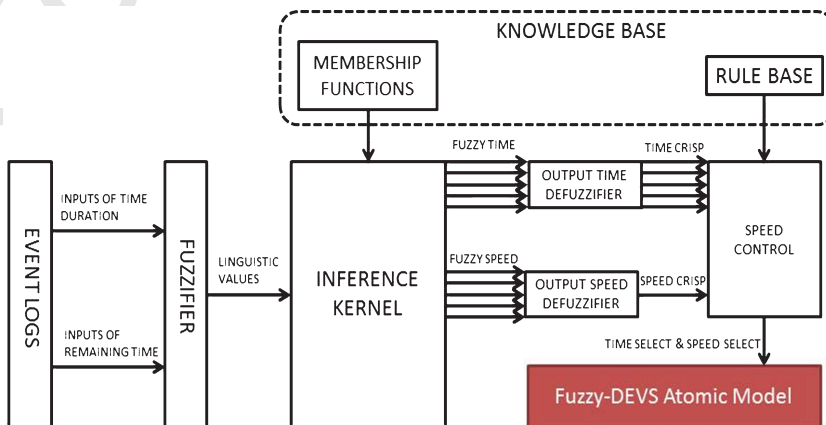 KNOWLEDGE BASE
MEMBERSHIP
FUNCTIONS
RULE BASE
FUZZY TIME
TIME CRISP
INPUTS OF TIME
DURATION
OUTPUT TIME
DEFUZZIFIER
EVENT LOGS
FUZZIFIER
LINGUISTIC
VALUES
INFERENCE
KERNEL
SPEED
CONTROL
FUZZY SPEED
OUTPUT SPEED
DEFUZZIFIER
SPEED CRISP
INPUTS OF
REMAINING TIME
TIME SELECT & SPEED SELECT
Fuzzy-DEVS Atomic Model